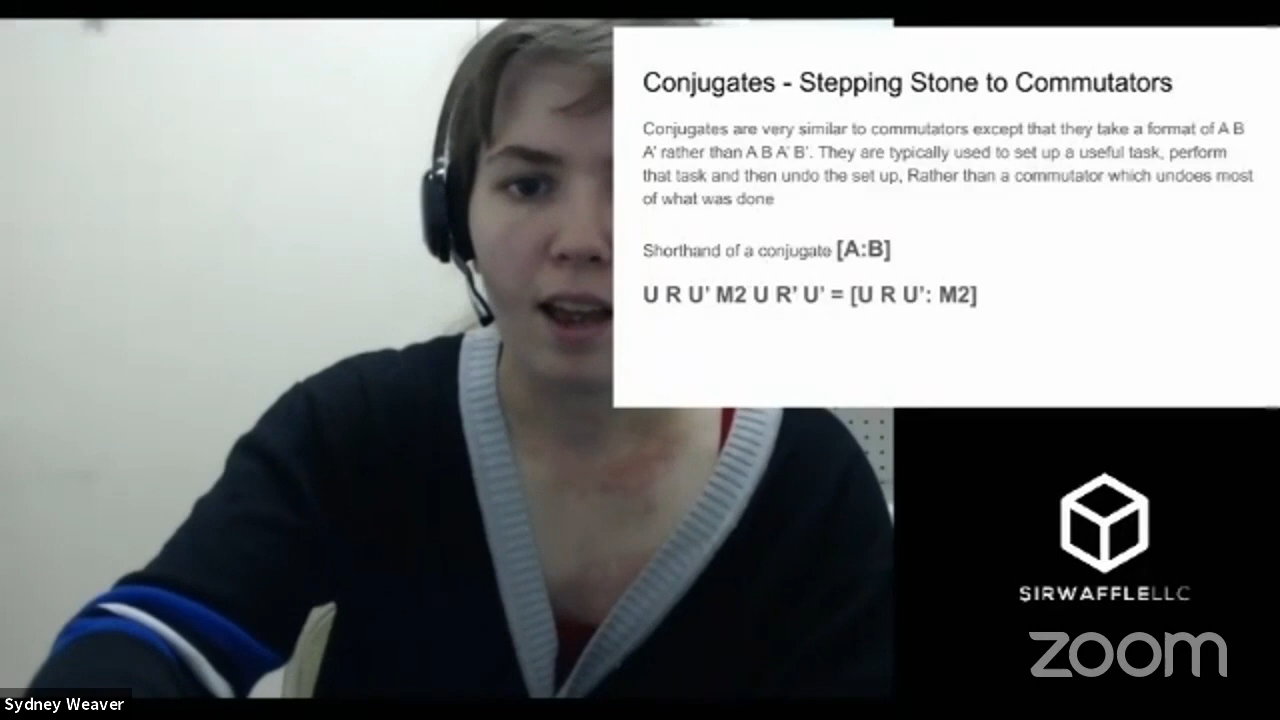 Conjugates - Stepping Stone to Commutators
Conjugates are very similar to commutators except that they take a format of A B
A' rather than A B A' B'. They are typically used to set up a useful task, perform
that task and then undo the set up, Rather than a commutator which undoes most
of what was done
Shorthand of a conjugate [A:B]
U R U' M2 U R' U' = [U R U': M2]
SIRWAFFLELLC
zoom
Sydney Weaver